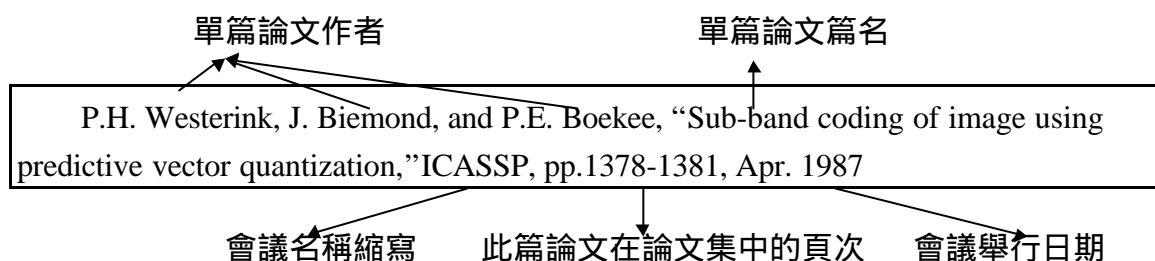 單篇論文作者 單篇論文篇名
P.H. Westerink, J. Biemond, and P.E. Boekee, “Sub-band coding of image using
predictive vector quantization,”ICASSP, pp.1378-1381, Apr. 1987
會議名稱縮寫 此篇論文在論文集中的頁次 會議舉行日期